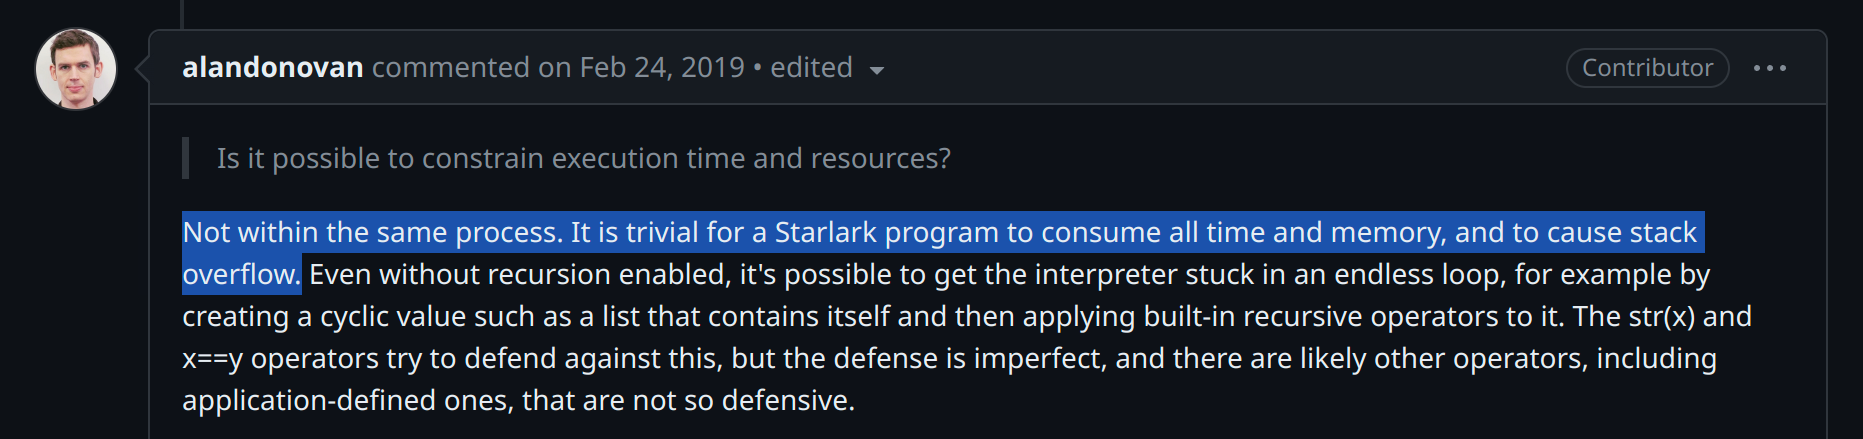 alandonovan commented on Feb 24, 2019 • edited
Contributor
Is it possible to constrain execution time and resources?
Not within the same process. It is trivial for a Starlark program to consume all time and memory, and to cause stack
overflow. Even without recursion enabled, it's possible to get the interpreter stuck in an endless loop, for example by
creating a cyclic value such as a list that contains itself and then applying built-in recursive operators to it. The str(x) and
x==y operators try to defend against this, but the defense is imperfect, and there are likely other operators, including
application-defined ones, that are not so defensive.